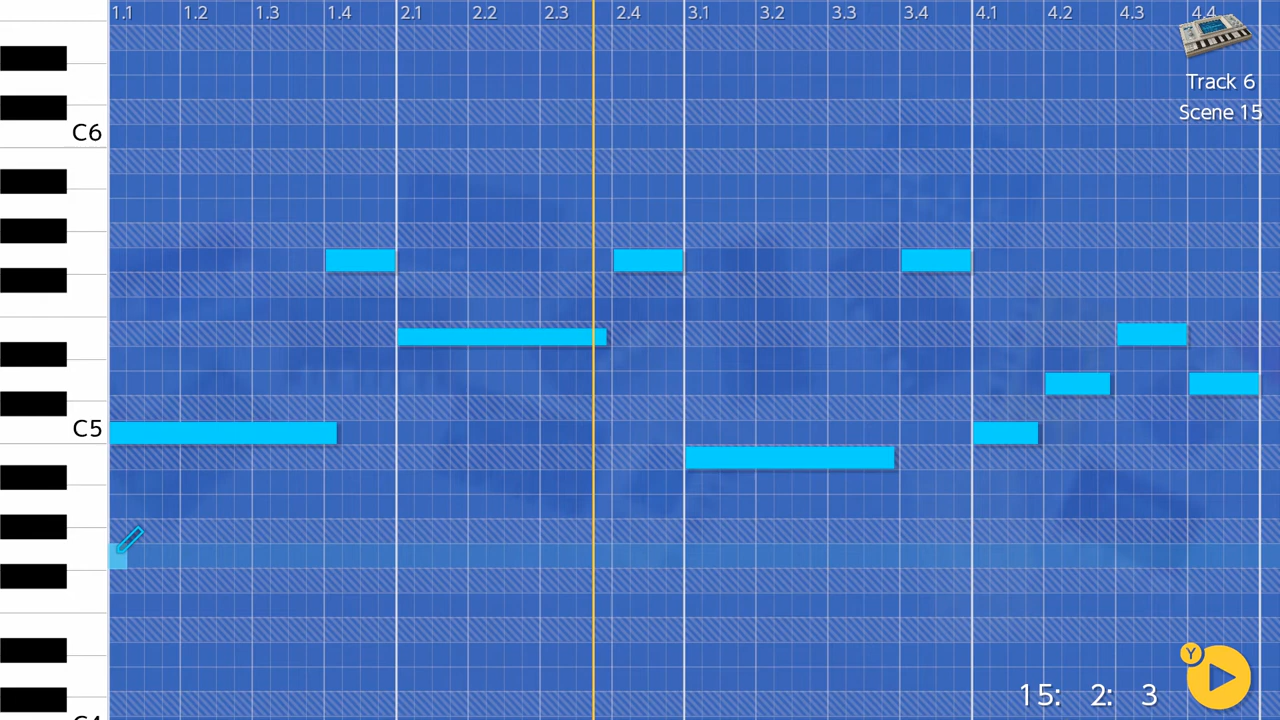 1.1 1.2 1.3 1.4 2.1 2.2 2.3 2.4 3.1 3.2 3.3 3.4 4.1 4.2 4.3 4.4
Track 6
Scene 15
C6
C5
Y
15: 2: 3
C4